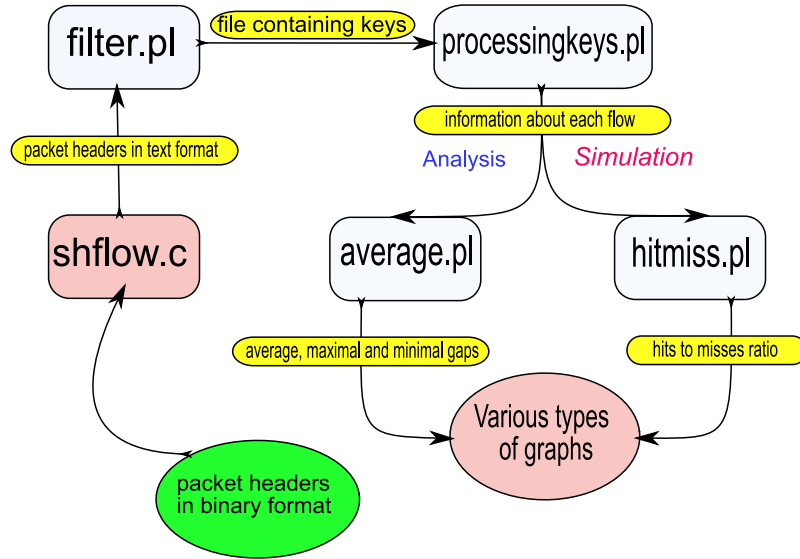 filter.pl
file containing keys
processingkeys.pl
packet headers in text format
information about each flow
Analysis
Simulation
shflow.c
average.pl
hitmiss.pl
average, maximal and minimal gaps
hits to misses ratio
Various types
of graphs
packet headers
in binary format